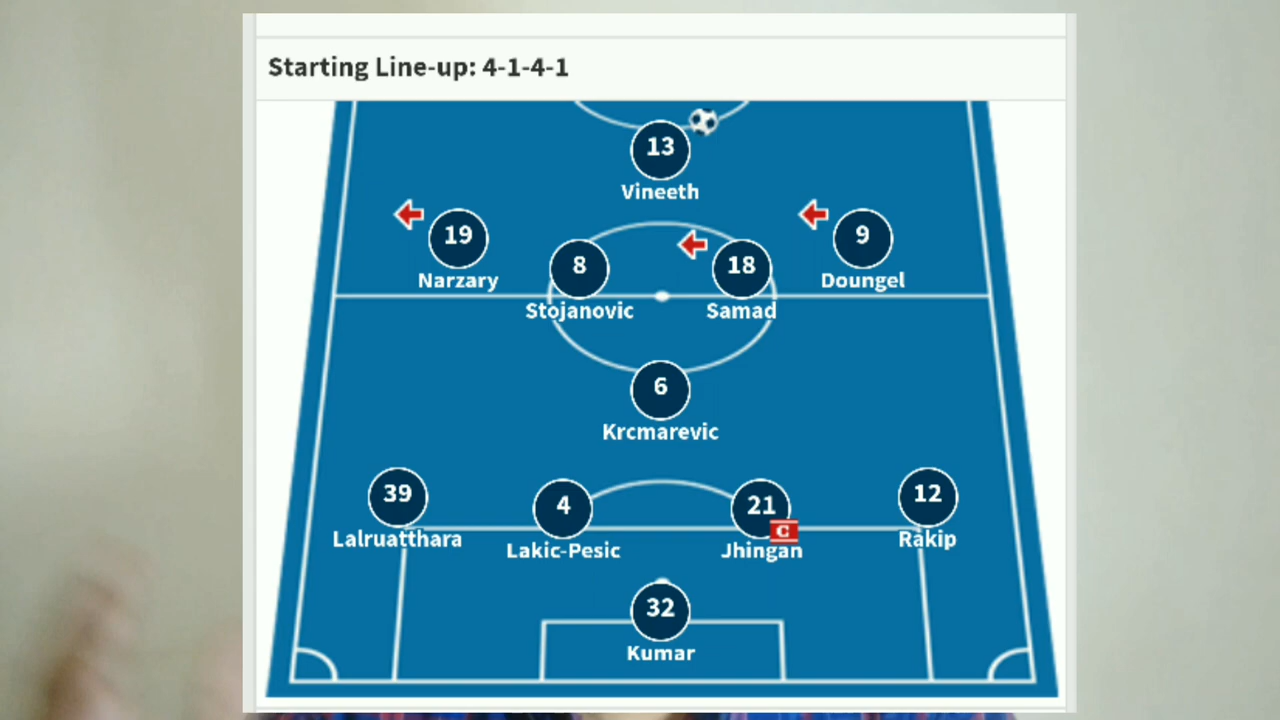 Starting Line-up: 4-1-4-1
13
Vineeth
19
Narzary
8
Stojanovic
18
Samad
9
Doungel
6
Krcmarevic
39
Lalruatthara
4
Lakic-Pesic
21
C
Jhingan
12
Rakip
32
Kumar